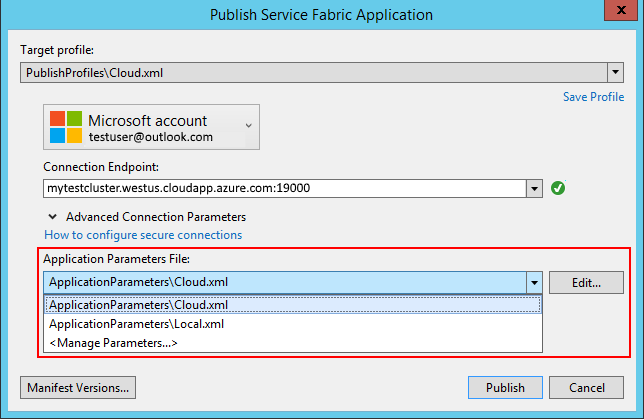 Publish Service Fabric Application
x
Target profile:
PublishProfiles\Cloud.xml
Save Profile
Microsoft account
testuser@outlook.com
Connection Endpoint:
mytestcluster.westus.cloudapp.azure.com:19000
Advanced Connection Parameters
How to configure secure connections
Application Parameters File:
ApplicationParameters\Cloud.xml
Edit...
ApplicationParameters\Cloud.xml
ApplicationParameters\Local.xml
<Manage Parameters...>
Manifest Versions...
Publish
Cancel